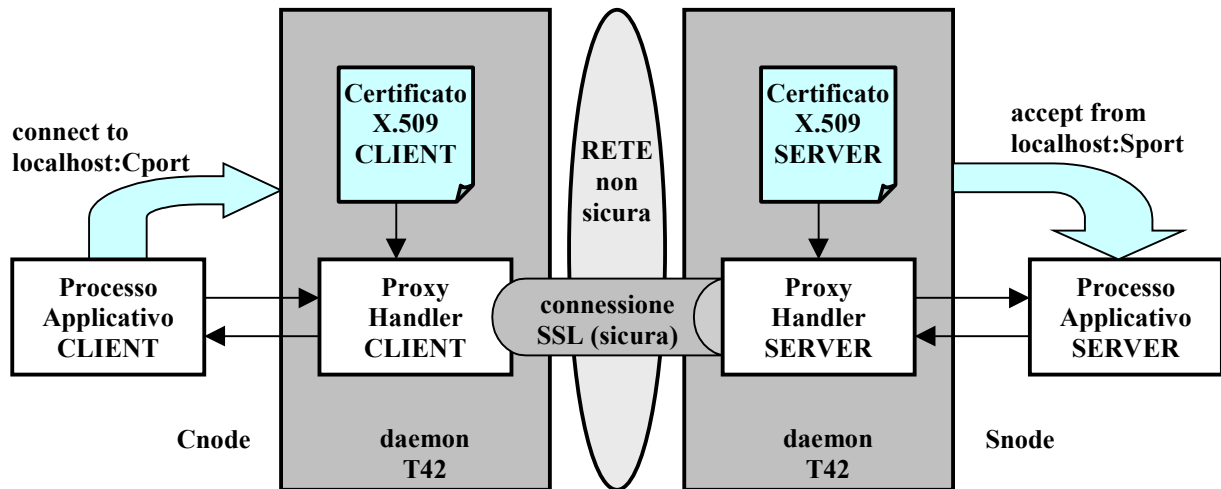 connect to
localhost:Cport
Certificato
X.509
CLIENT
RETE
non
sicura
Certificato
X.509
SERVER
accept from
localhost:Sport
Processo
Applicativo
CLIENT
Proxy
Handler
CLIENT
connessione
SSL (sicura)
Proxy
Handler
SERVER
Processo
Applicativo
SERVER
Cnode
daemon
T42
daemon
T42
Snode